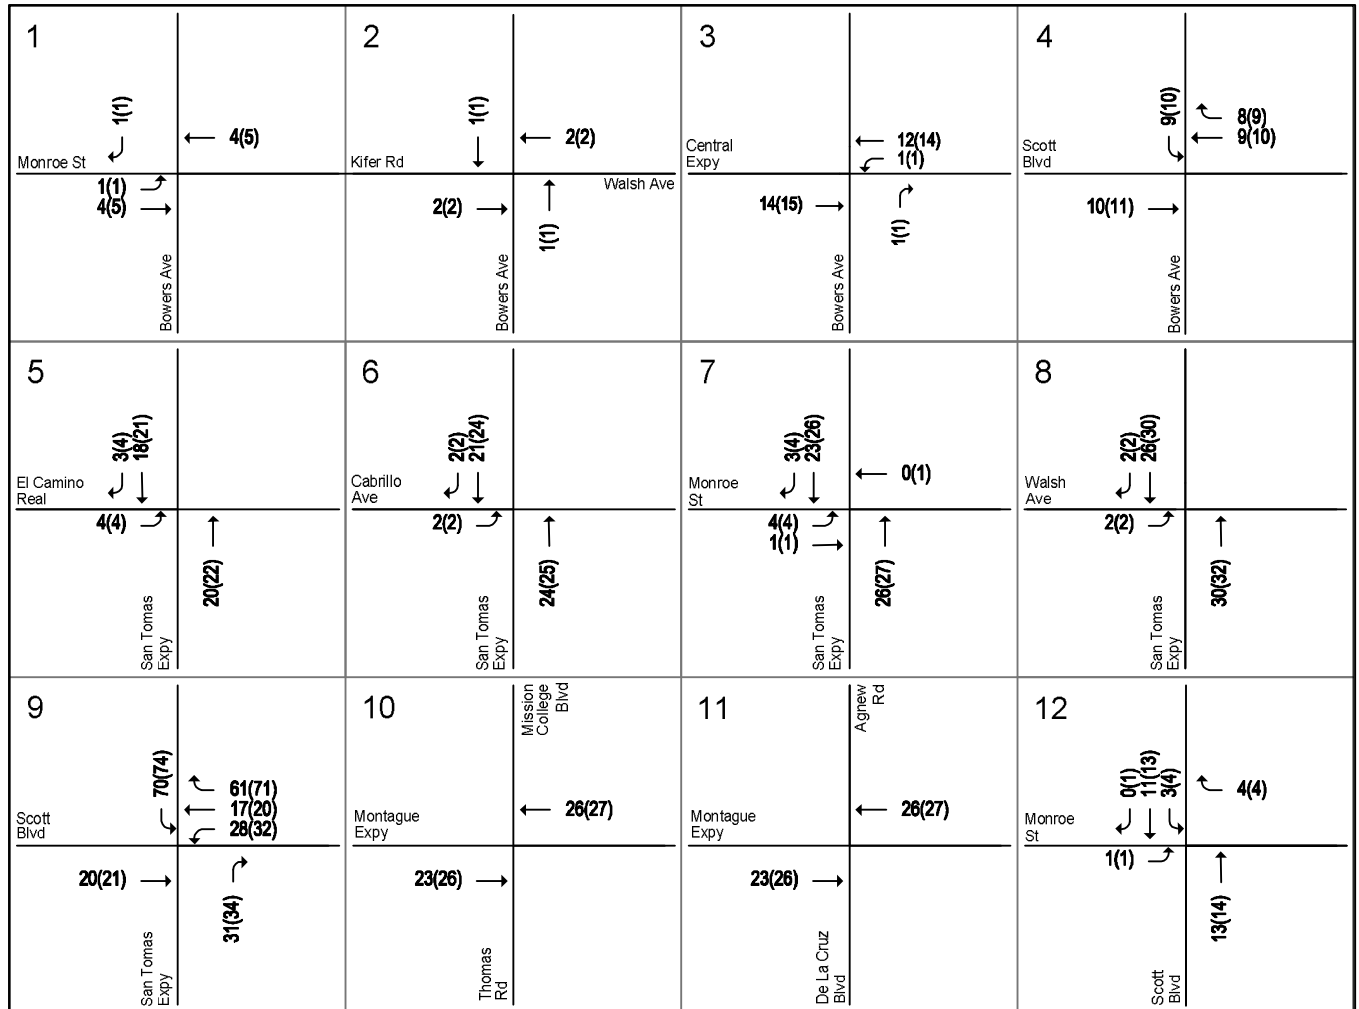 1
1(1)
4(5)
Monroe St
1(1)
4(5)
Bowers Ave
2
1(1)
2(2)
Kifer Rd
Walsh Ave
2(2)
1(1)
Bowers Ave
3
Central
Expy
12(14)
1(1)
14(15)
1(1)
Bowers Ave
4
9(10)
8(9)
9(10)
Scott
Blvd
10(11)
Bowers Ave
5
3(4)
18(21)
El Camino
Real
4(4)
20(22)
San Tomas
Expy
6
2(2)
21(24)
Cabrillo
Ave
2(2)
24(25)
San Tomas
Expy
7
3(4)
23(26)
0(1)
Monroe
St
4(4)
1(1)
26(27)
San Tomas
Expy
8
2(2)
26(30)
Walsh
Ave
2(2)
30(32)
San Tomas
Expy
9
70(74)
61(71)
17(20)
28(32)
Scott
Blvd
20(21)
31(34)
San Tomas
Expy
10
Mission
College
Blvd
26(27)
Montague
Expy
23(26)
Thomas
Rd
11
Agnew
Rd
26(27)
Montague
Expy
23(26)
De La Cruz
Blvd
12
0(1)
11(13)
3(4)
4(4)
Monroe
St
1(1)
13(14)
Scott
Blvd